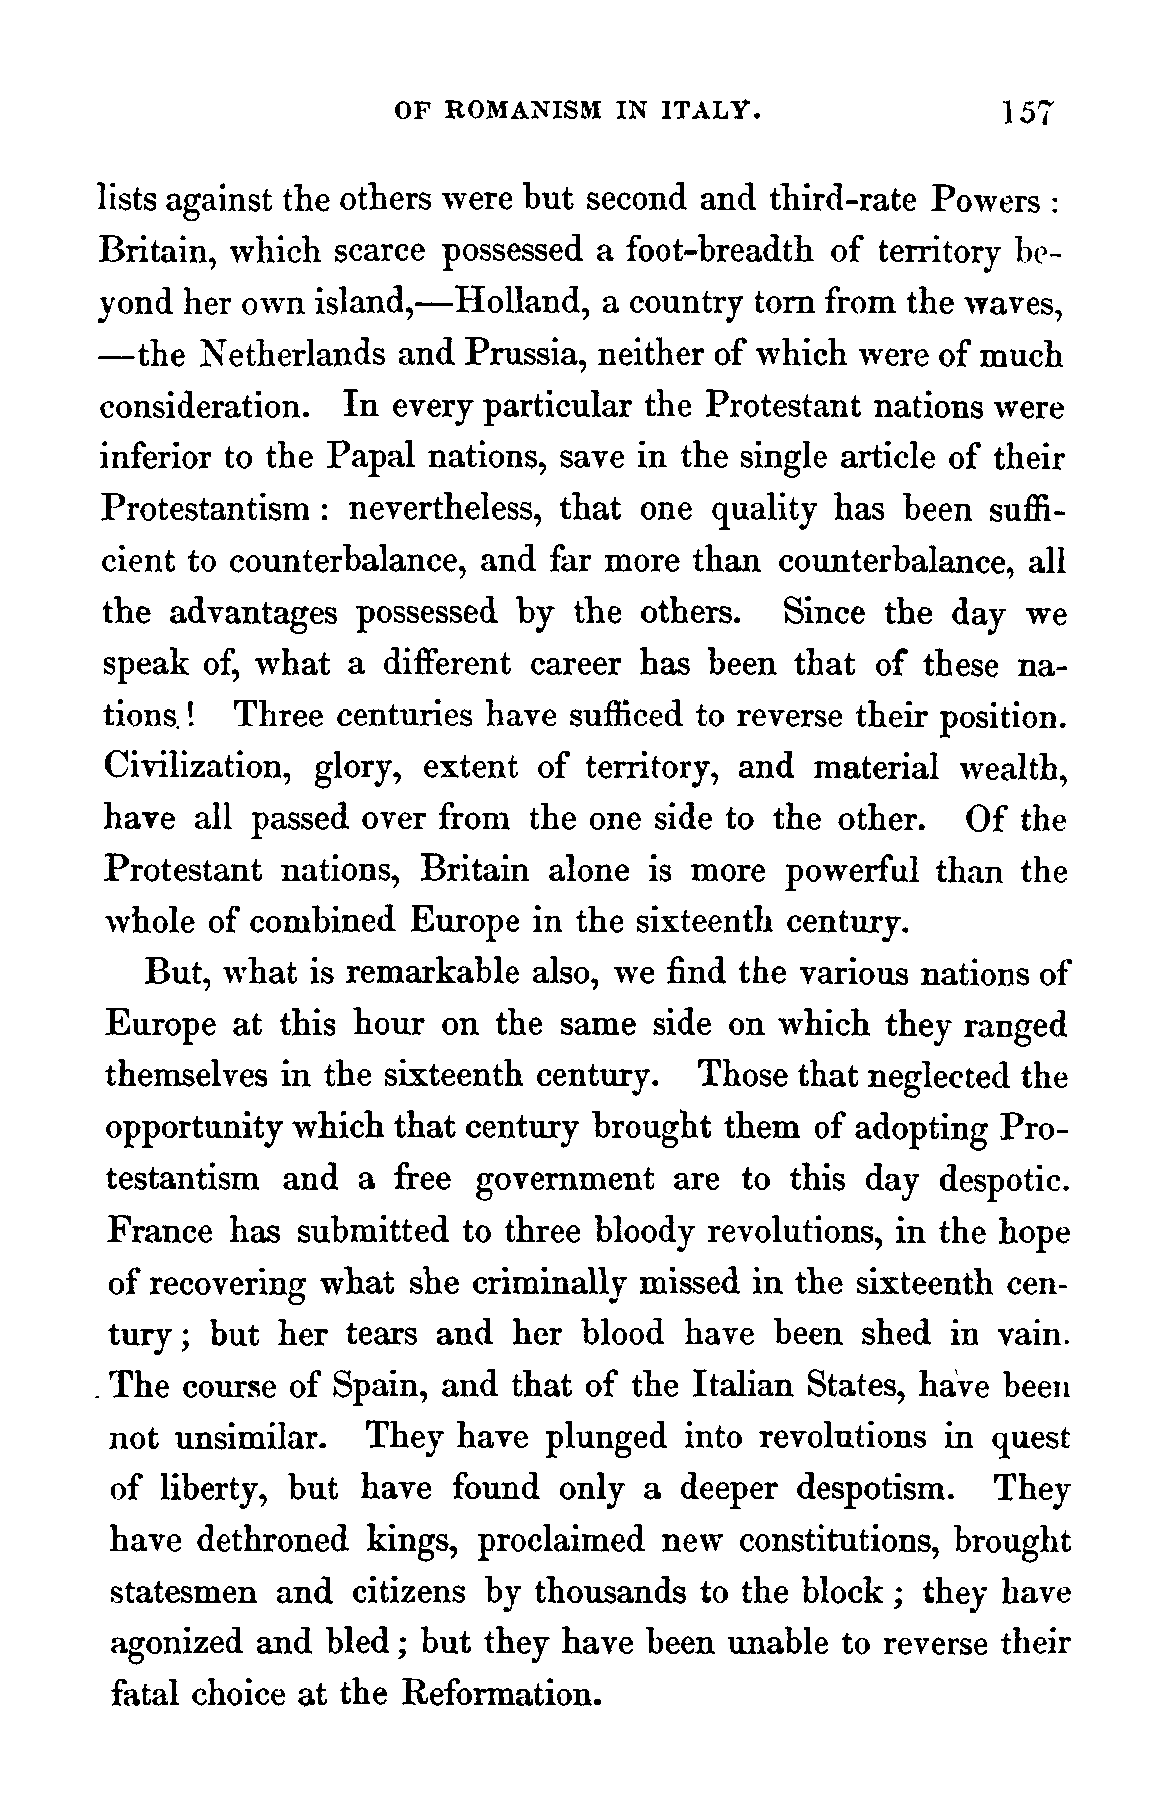 OF ROMANISM IN ITALY. 157
lists against the others were but second and third-rate Powers :
Britain, which scarce possessed a foot-breadth of territory be-
yond her own island,—Holland, a country torn from the waves,
—the Netherlands and Prussia, neither of which were of much
consideration. In every particular the Protestant nations were
inferior to the Papal nations, save in the single article of their
Protestantism : nevertheless, that one quality has been suffi-
cient to counterbalance, and far more than counterbalance, all
the advantages possessed by the others. Since the day we
speak of, what a different career has been that of these na-
tions! Three centuries have sufficed to reverse their position.
Civilization, glory, extent of territory, and material wealth,
have all passed over from the one side to the other. Of the
Protestant nations, Britain alone is more powerful than the
whole of combined Europe in the sixteenth century.
But, what is remarkable also, we find the various nations of
Europe at this hour on the same side on which they ranged
themselves in the sixteenth century. Those that neglected the
opportunity which that century brought them of adopting Pro-
testantism and a free government are to this day despotic.
France has submitted to three bloody revolutions, in the hope
of recovering what she criminally missed in the sixteenth cen-
tury ; but her tears and her blood have been shed in vain.
The course of Spain, and that of the Italian States, have been
not unsimilar. They have plunged into revolutions in quest
of liberty, but have found only a deeper despotism. They
have dethroned kings, proclaimed new constitutions, brought
statesmen and citizens by thousands to the block ; they have
agonized and bled ; but they have been unable to reverse their
fatal choice at the Reformation.